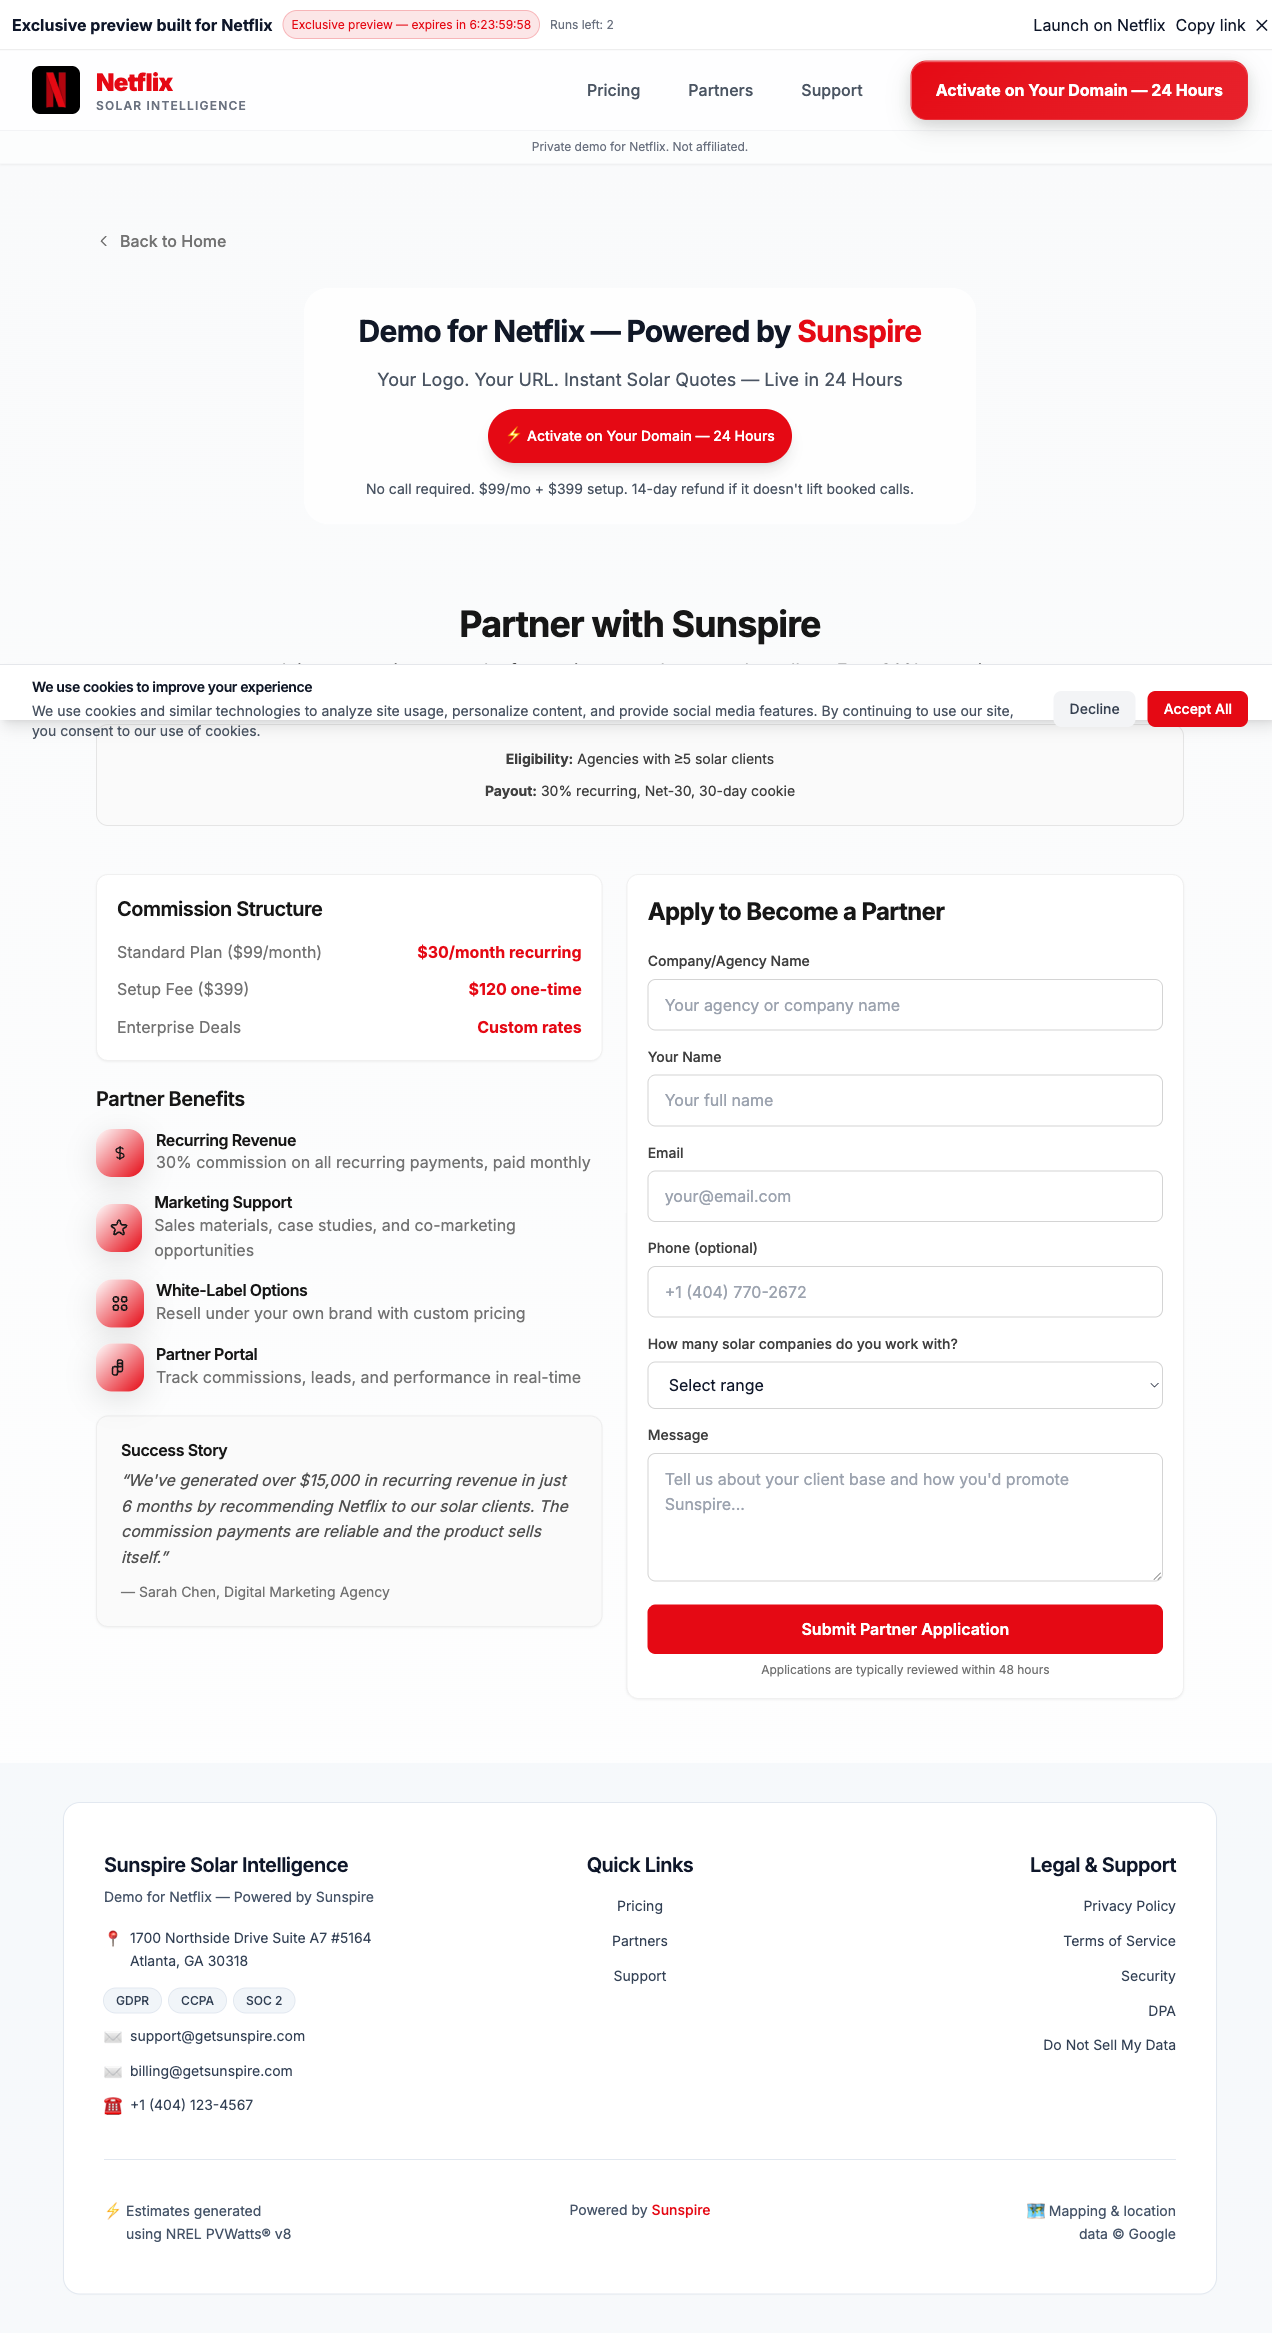 Exclusive preview built for Netflix
Exclusive preview — expires in 6:23:59:58
Runs left: 2
Launch on Netflix
Copy link
Netflix
SOLAR INTELLIGENCE
Pricing
Partners
Support
Activate on Your Domain — 24 Hours
Private demo for Netflix. Not affiliated.
Back to Home
Demo for Netflix — Powered by Sunspire
Your Logo. Your URL. Instant Solar Quotes — Live in 24 Hours
⚡ Activate on Your Domain — 24 Hours
No call required. $99/mo + $399 setup. 14-day refund if it doesn't lift booked calls.
Partner with Sunspire
We use cookies to improve your experience
We use cookies and similar technologies to analyze site usage, personalize content, and provide social media features. By continuing to use our site,
you consent to our use of cookies.
Decline
Accept All
Eligibility: Agencies with ≥5 solar clients
Payout: 30% recurring, Net-30, 30-day cookie
Commission Structure
Standard Plan ($99/month)
$30/month recurring
Setup Fee ($399)
$120 one-time
Enterprise Deals
Custom rates
Partner Benefits
Recurring Revenue
30% commission on all recurring payments, paid monthly
Marketing Support
Sales materials, case studies, and co-marketing
opportunities
White-Label Options
Resell under your own brand with custom pricing
Partner Portal
Track commissions, leads, and performance in real-time
Success Story
“We've generated over $15,000 in recurring revenue in just
6 months by recommending Netflix to our solar clients. The
commission payments are reliable and the product sells
itself.”
— Sarah Chen, Digital Marketing Agency
Apply to Become a Partner
Company/Agency Name
Your agency or company name
Your Name
Your full name
Email
your@email.com
Phone (optional)
+1 (404) 770-2672
How many solar companies do you work with?
Select range
Message
Tell us about your client base and how you'd promote
Sunspire...
Submit Partner Application
Applications are typically reviewed within 48 hours
Sunspire Solar Intelligence
Demo for Netflix — Powered by Sunspire
1700 Northside Drive Suite A7 #5164
Atlanta, GA 30318
GDPR
CCPA
SOC 2
support@getsunspire.com
billing@getsunspire.com
+1 (404) 123-4567
Quick Links
Pricing
Partners
Support
Legal & Support
Privacy Policy
Terms of Service
Security
DPA
Do Not Sell My Data
Estimates generated
using NREL PVWatts® v8
Powered by Sunspire
Mapping & location
data © Google